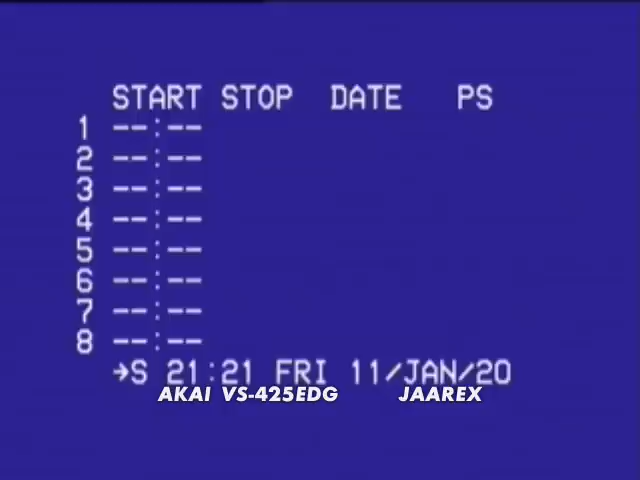 START STOP DATE PS
1 --:--
2 --:--
3 --:--
4 --:--
5 --:--
6 --:--
7 --:--
8 --:--
→S 21:21 FRI 11/JAN/20
AKAI VS-425EDG JAAREX